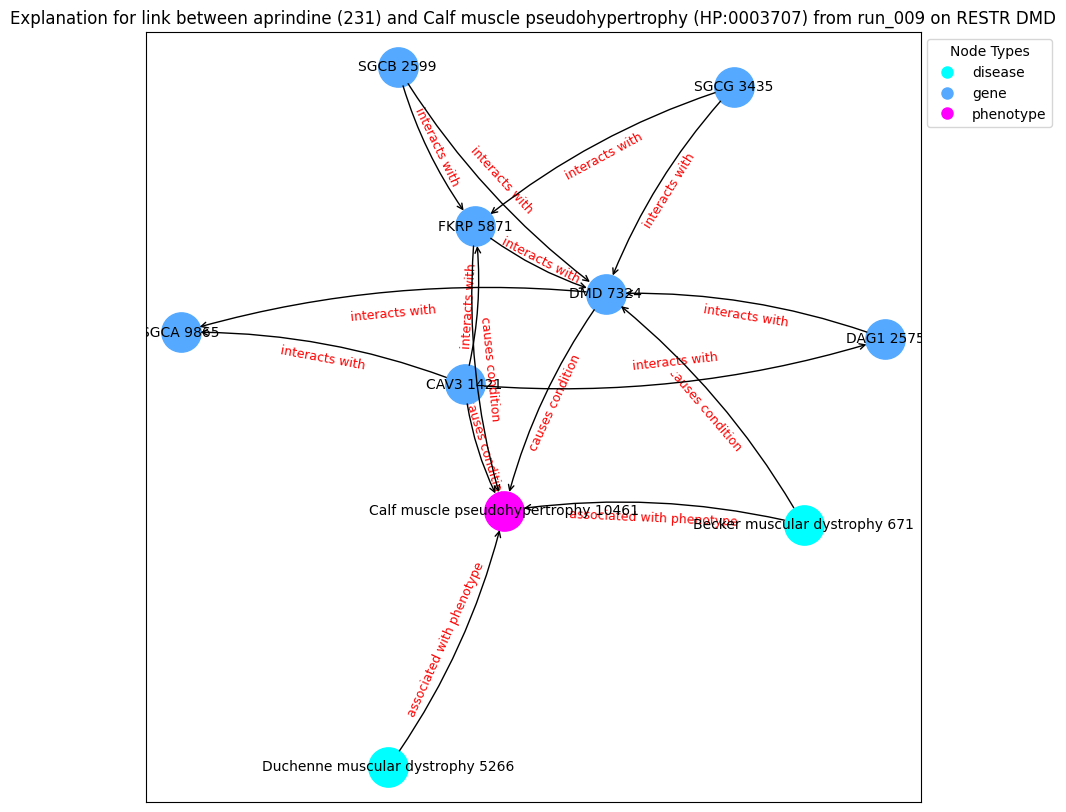 Explanation for link between aprindine (231) and Calf muscle pseudohypertrophy (HP:0003707) from run_009 on RESTR DMD
Node Types
disease
gene
phenotype
SGCB 2599
SGCG 3435
interacts with
interacts with
interacts with
interacts with
FKRP 5871
interacts with
DMD 7324
interacts with
interacts with
interacts with
SGCA 9865
DAG1 2575
interacts with
interacts with
causes condition
CAV3 1421
causes condition
causes condition
auses condition
Calf muscle pseudohypertrophy 10461
associated with phenotype
Becker muscular dystrophy 671
associated with phenotype
Duchenne muscular dystrophy 5266